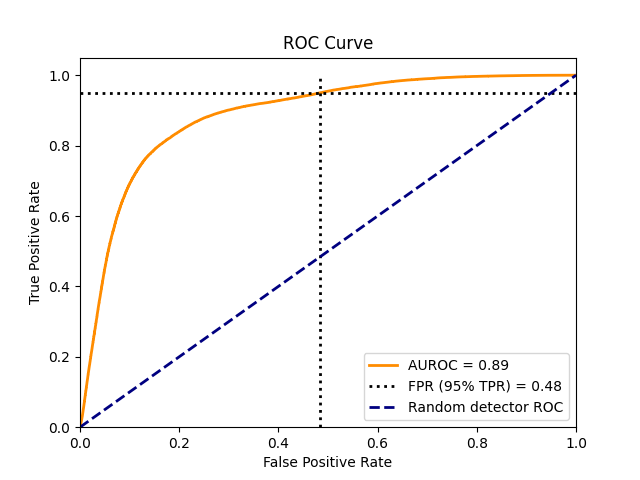 ROC Curve
True Positive Rate
1.0
0.8
0.6
0.4
0.2
0.0
0.0 0.2 0.4 0.6 0.8 1.0
False Positive Rate
AUROC = 0.89
FPR (95% TPR) = 0.48
Random detector ROC